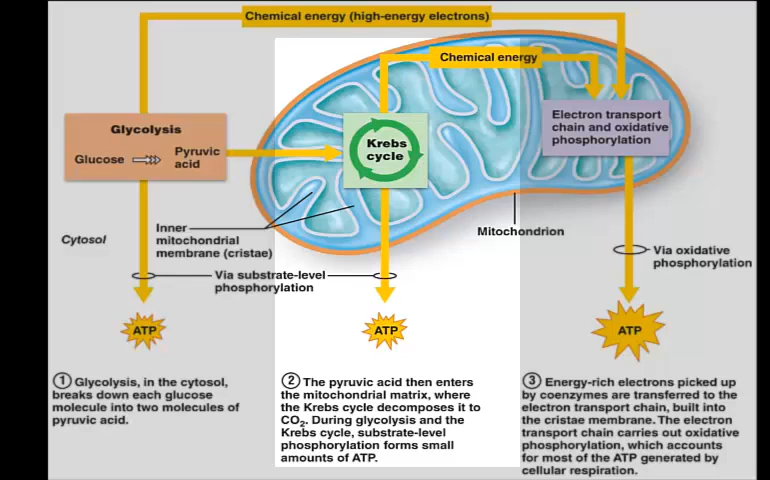 Chemical energy (high-energy electrons)
Chemical energy
Glycolysis
Glucose
Pyruvic
acid
Krebs
cycle
Electron transport
chain and oxidative
phosphorylation
Cytosol
Inner
mitochondrial
membrane (cristae)
Mitochondrion
Via substrate-level
phosphorylation
Via oxidative
phosphorylation
ATP
ATP
ATP
1 Glycolysis, in the cytosol,
breaks down each glucose
molecule into two molecules of
pyruvic acid.
2 The pyruvic acid then enters
the mitochondrial matrix, where
the Krebs cycle decomposes it to
CO2. During glycolysis and the
Krebs cycle, substrate-level
phosphorylation forms small
amounts of ATP.
3 Energy-rich electrons picked up
by coenzymes are transferred to the
electron transport chain, built into
the cristae membrane. The electron
transport chain carries out oxidative
phosphorylation, which accounts
for most of the ATP generated by
cellular respiration.